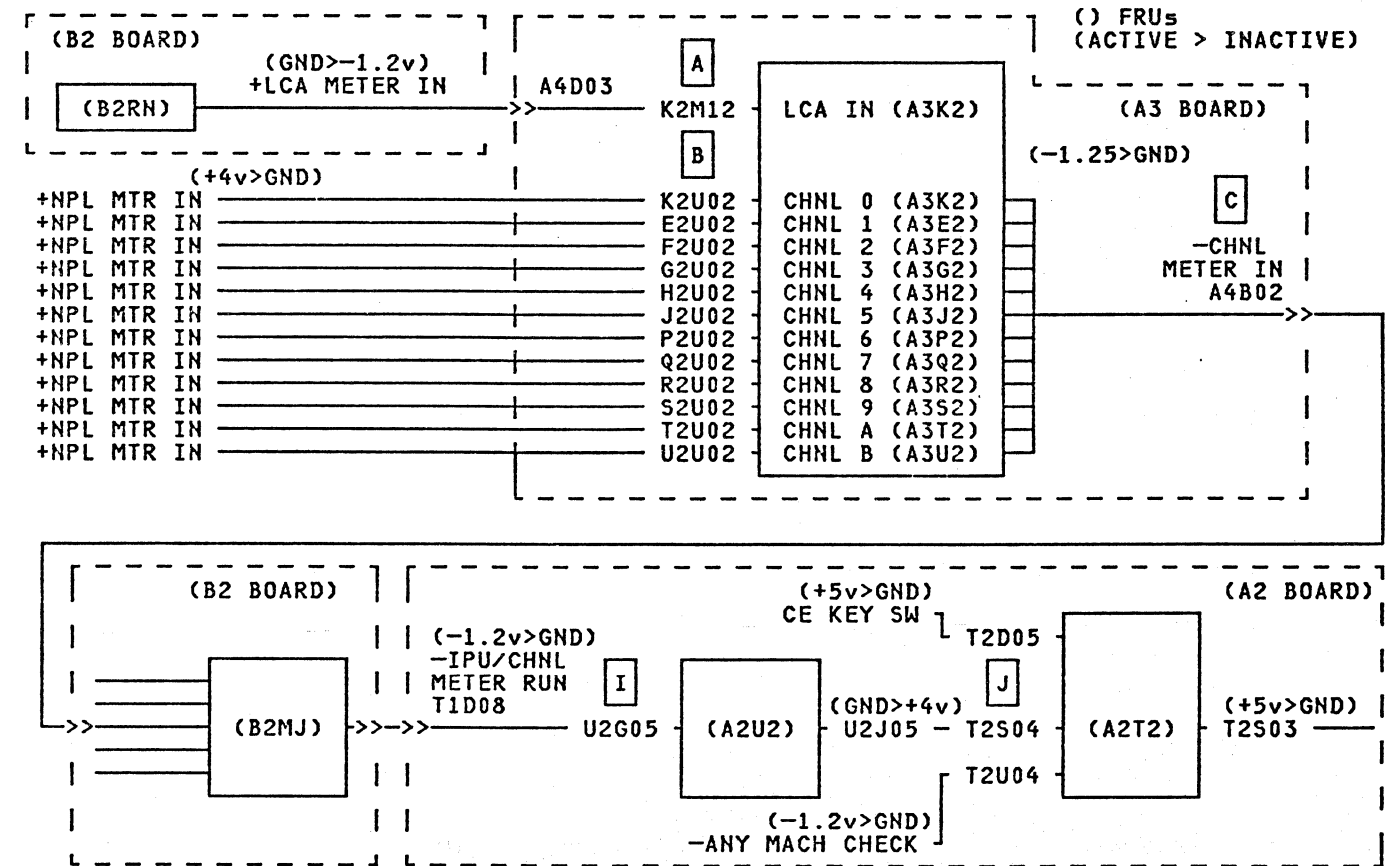 () FRUs
(ACTIVE > INACTIVE)
(B2 BOARD)
(GND>-1.2v)
+LCA METER IN
(B2RN)
A4D03
A
K2M12
LCA IN (A3K2)
(A3 BOARD)
B
(-1.25>GND)
(+4v>GND)
+NPL MTR IN K2U02 CHNL 0 (A3K2)
+NPL MTR IN E2U02 CHNL 1 (A3E2)
+NPL MTR IN F2U02 CHNL 2 (A3F2)
+NPL MTR IN G2U02 CHNL 3 (A3G2)
+NPL MTR IN H2U02 CHNL 4 (A3H2)
+NPL MTR IN J2U02 CHNL 5 (A3J2)
+NPL MTR IN P2U02 CHNL 6 (A3P2)
+NPL MTR IN Q2U02 CHNL 7 (A3Q2)
+NPL MTR IN R2U02 CHNL 8 (A3R2)
+NPL MTR IN S2U02 CHNL 9 (A3S2)
+NPL MTR IN T2U02 CHNL A (A3T2)
+NPL MTR IN U2U02 CHNL B (A3U2)
C
-CHNL
METER IN
A4B02
>>
(B2 BOARD)
(B2MJ)
(A2 BOARD)
(-1.2v>GND)
-IPU/CHNL
METER RUN
T1D08
I
U2G05
(A2U2)
(GND>+4v)
U2J05
(+5v>GND)
CE KEY SW
T2D05
J
T2S04
T2U04
(-1.2v>GND)
-ANY MACH CHECK
(A2T2)
(+5v>GND)
T2S03